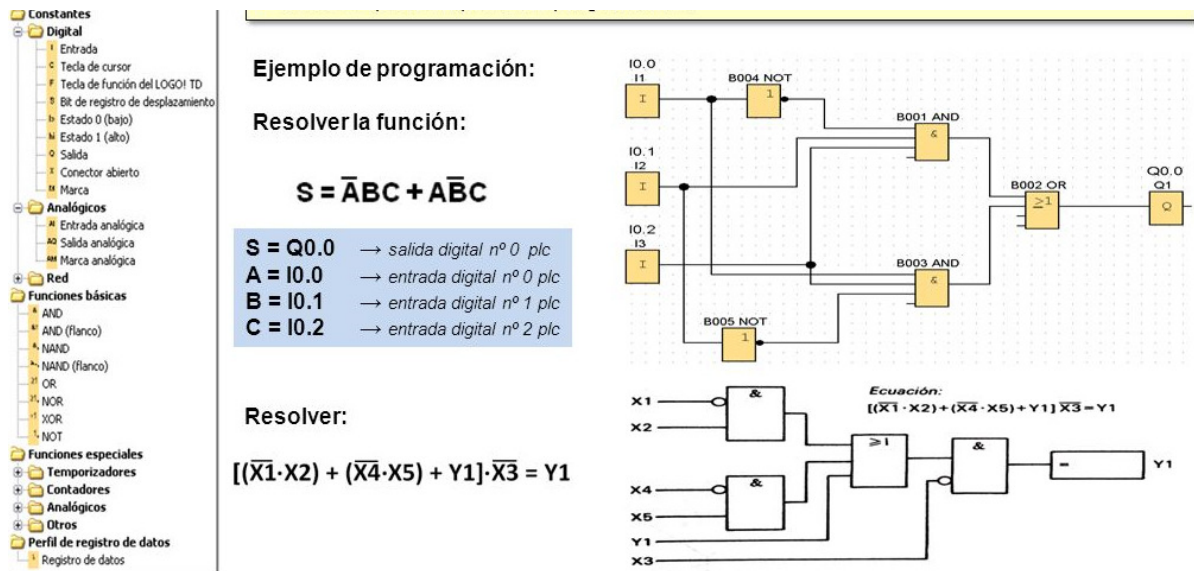 Constantes
Digital
I Entrada
C Tecla de cursor
F Tecla de función del LOGO! TD
S Bit de registro de desplazamiento
lo Estado 0 (bajo)
hi Estado 1 (alto)
Q Salida
X Conector abierto
M Marca
Analógicos
AI Entrada analógica
AQ Salida analógica
AM Marca analógica
Red
Funciones básicas
AND
AND (flanco)
NAND
NAND (flanco)
OR
NOR
XOR
NOT
Funciones especiales
Temporizadores
Contadores
Analógicos
Otros
Perfil de registro de datos
Registro de datos
Ejemplo de programación:
Resolver la función:
S = A̅BC + AB̅C
S = Q0.0 → salida digital nº 0 plc
A = I0.0 → entrada digital nº 0 plc
B = I0.1 → entrada digital nº 1 plc
C = I0.2 → entrada digital nº 2 plc
Resolver:
[(X̅1̅·X2) + (X̅4̅·X5) + Y1]·X̅3̅ = Y1
I0.0
I1
I
B004 NOT
1
B001 AND
&
I0.1
I2
I
B002 OR
≥1
Q0.0
Q1
Q
I0.2
I3
I
B003 AND
&
B005 NOT
1
Ecuación:
[(X̅1̅·X2)+(X̅4̅·X5)+Y1] X̅3̅=Y1
X1
X2
&
≥1
&
=
Y1
X4
X5
&
Y1
X3